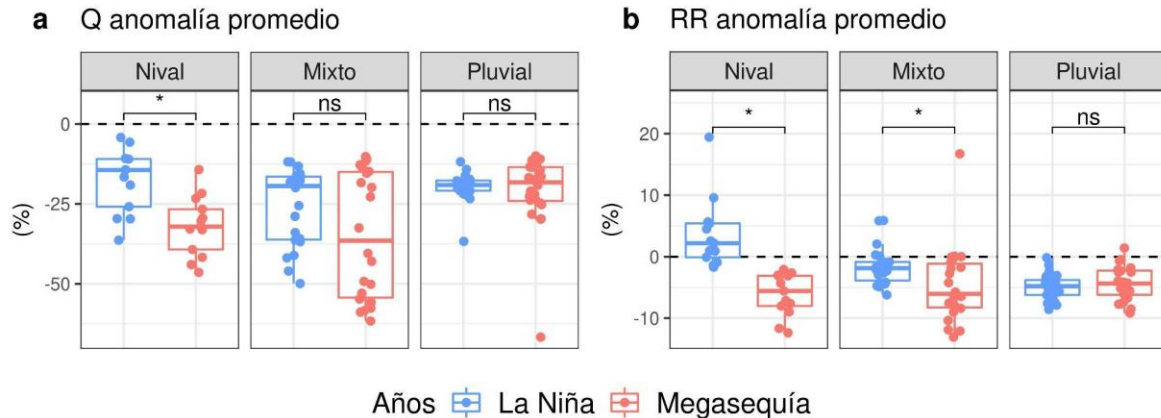 a Q anomalía promedio
Nival Mixto Pluvial
* ns ns
0
-25
-50
(%)
b RR anomalía promedio
Nival Mixto Pluvial
* * ns
20
10
0
-10
(%)
Años La Niña Megasequía